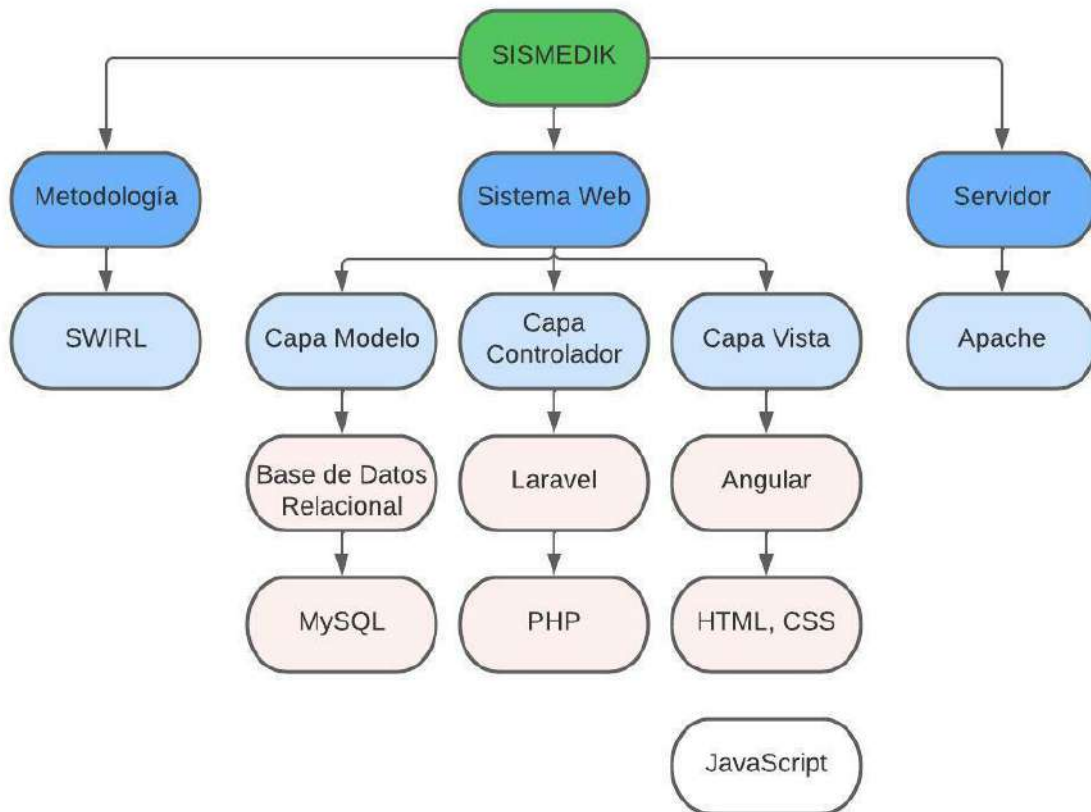 SISMEDIK
Metodología
Sistema Web
Servidor
SWIRL
Capa Modelo
Capa
Controlador
Capa Vista
Apache
Base de Datos
Relacional
Laravel
Angular
MySQL
PHP
HTML, CSS
JavaScript